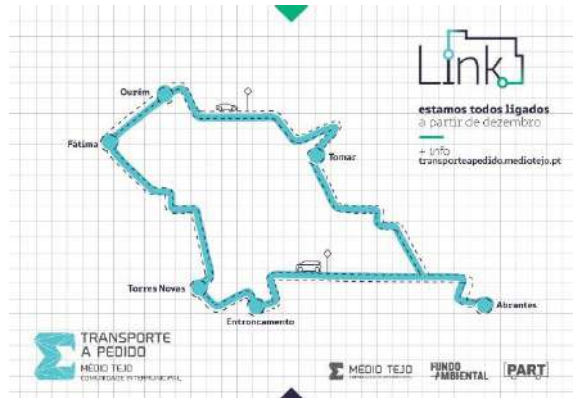 Link
estamos todos ligados
a partir de dezembro
+ info
transporteapedido.mediotejo.pt
Ourém
Fátima
Tomar
Torres Novas
Entroncamento
Abrantes
TRANSPORTE
A PEDIDO
MÉDIO TEJO
COMUNIDADE INTERMUNICIPAL
MÉDIO TEJO
FUNDO
AMBIENTAL
[PART]